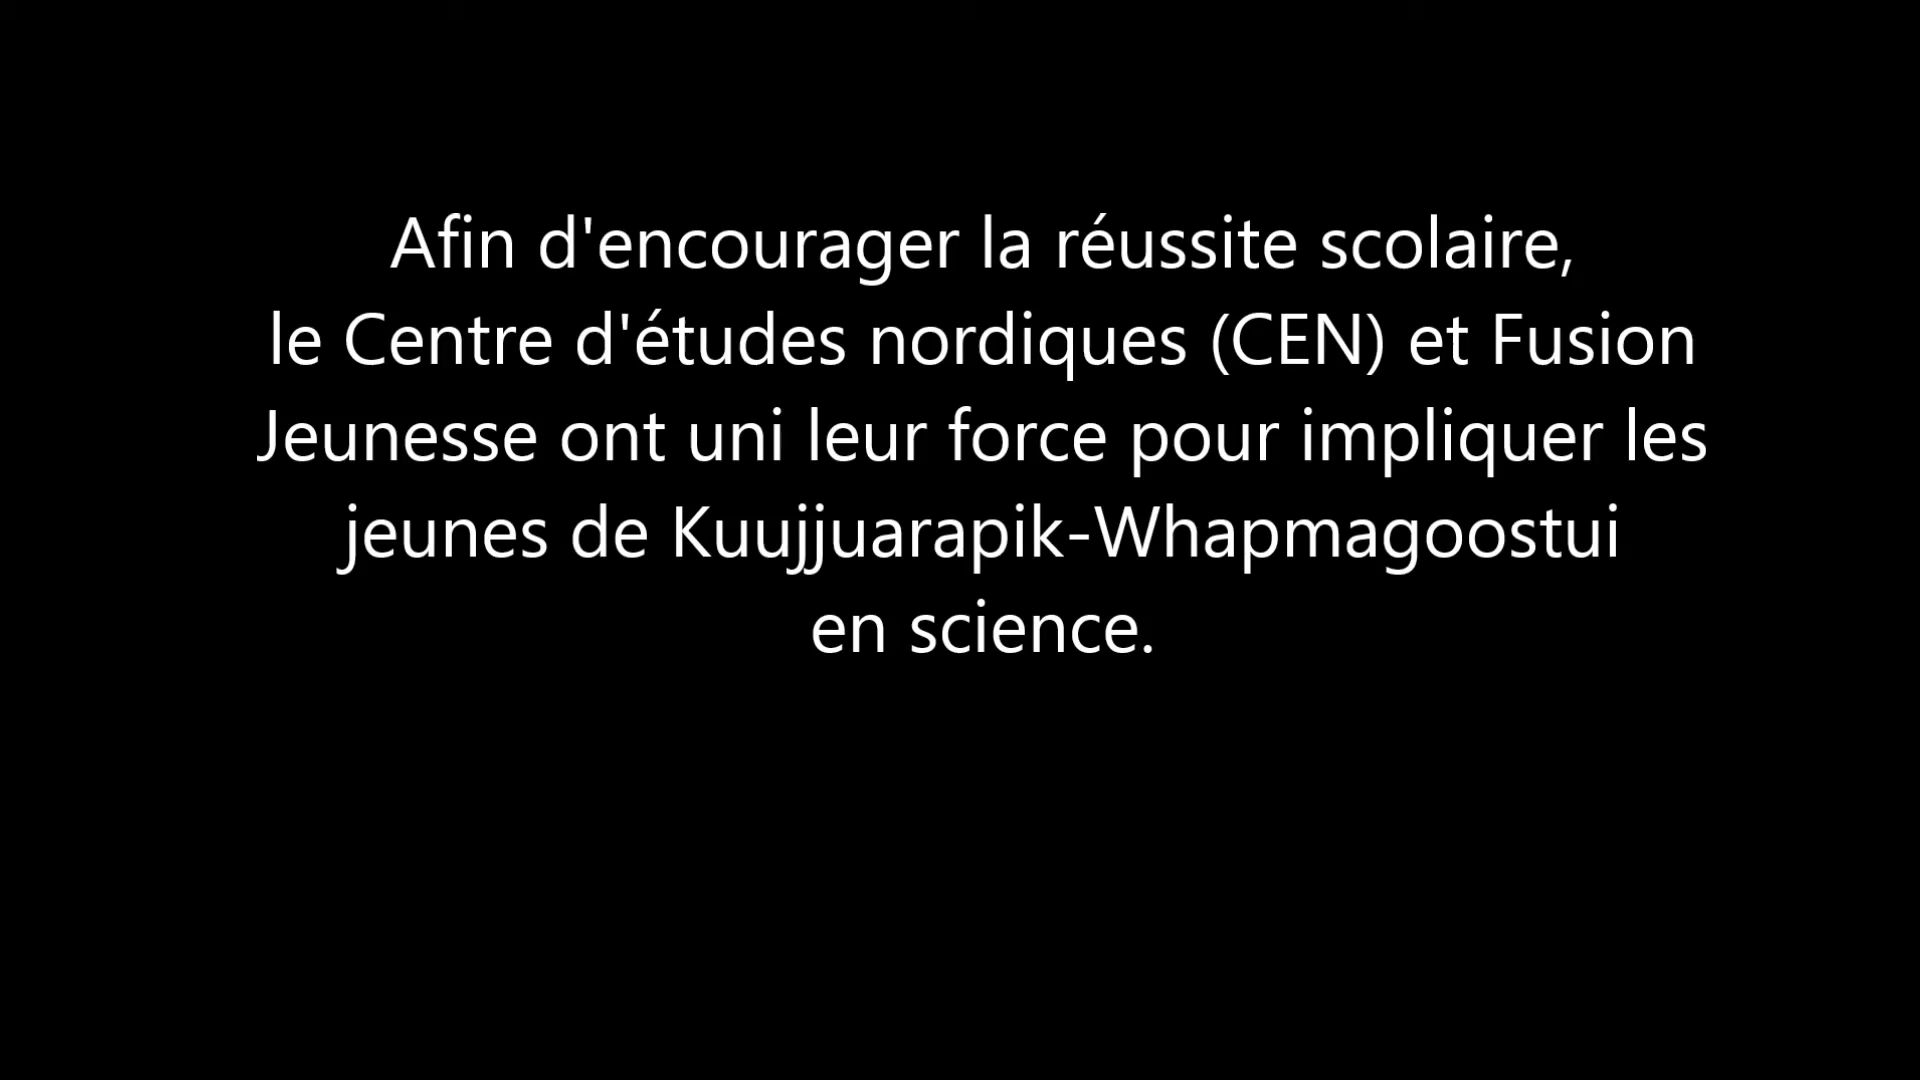 Afin d'encourager la réussite scolaire,
le Centre d'études nordiques (CEN) et Fusion
Jeunesse ont uni leur force pour impliquer les
jeunes de Kuujjuarapik-Whapmagoostui
en science.